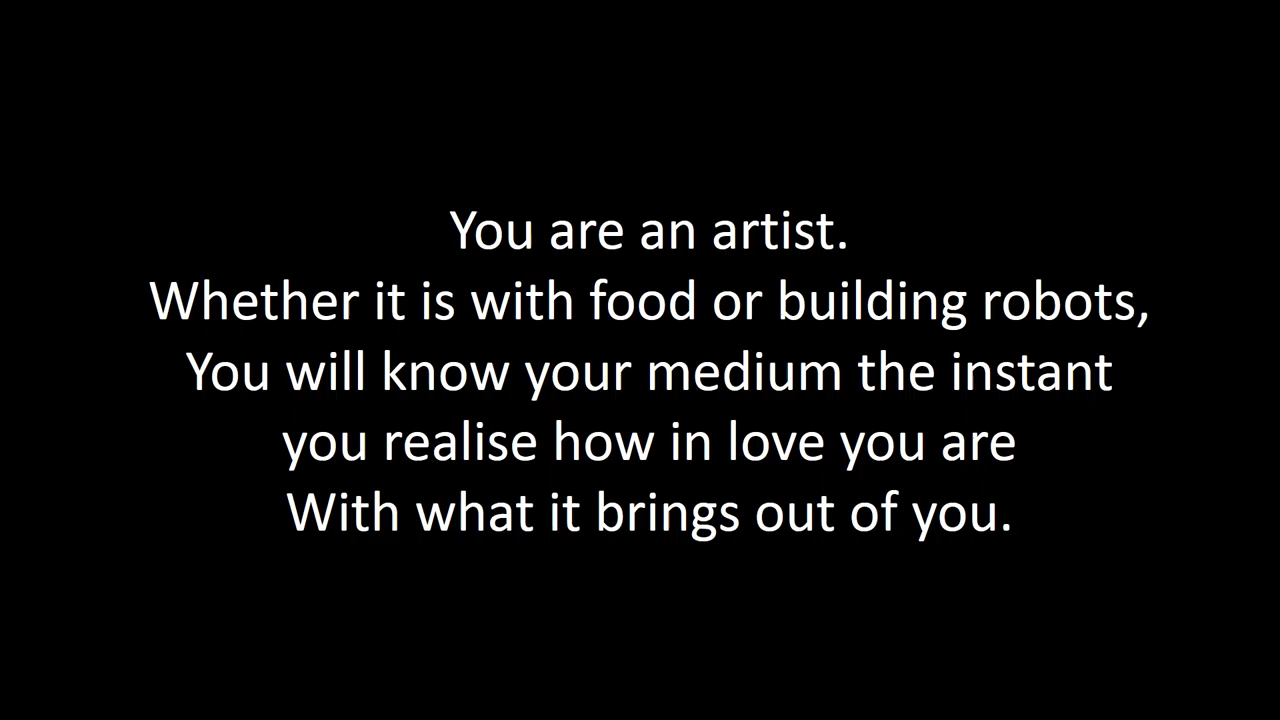 You are an artist.
Whether it is with food or building robots,
You will know your medium the instant
you realise how in love you are
With what it brings out of you.